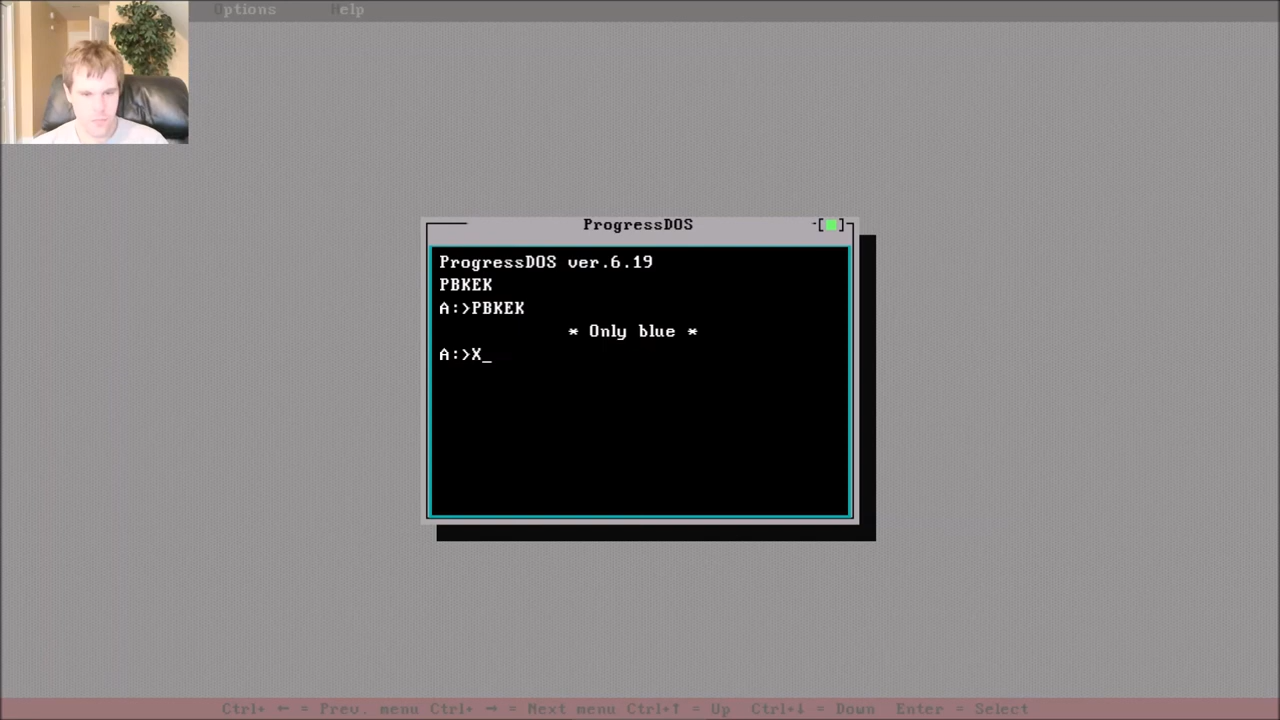 Options Help
ProgressDOS
ProgressDOS ver.6.19
PBKEK
A:>PBKEK
* Only blue *
A:>X_
Ctrl+ ← = Prev. menu Ctrl+ → = Next menu Ctrl+↑ = Up Ctrl+↓ = Down Enter = Select